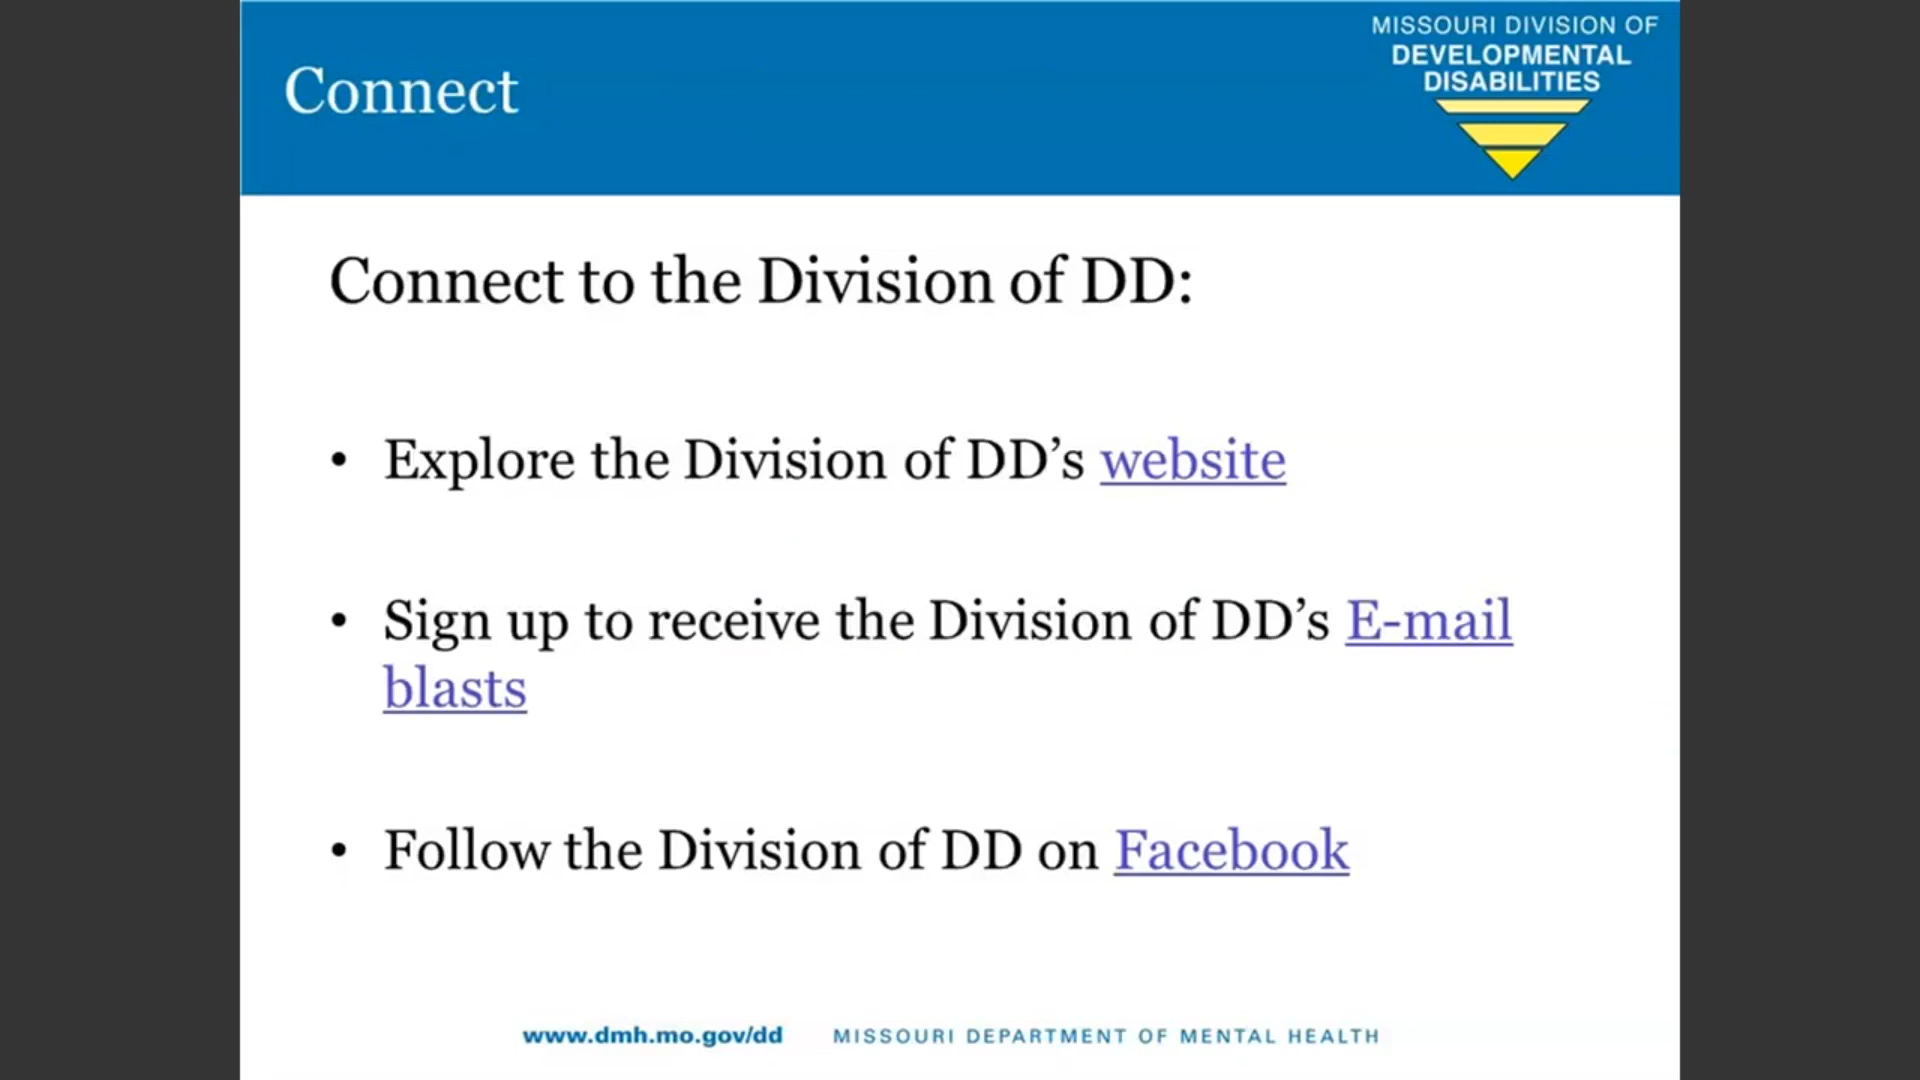 Connect
MISSOURI DIVISION OF
DEVELOPMENTAL
DISABILITIES
Connect to the Division of DD:
• Explore the Division of DD’s website
• Sign up to receive the Division of DD’s E-mail
blasts
• Follow the Division of DD on Facebook
www.dmh.mo.gov/dd MISSOURI DEPARTMENT OF MENTAL HEALTH